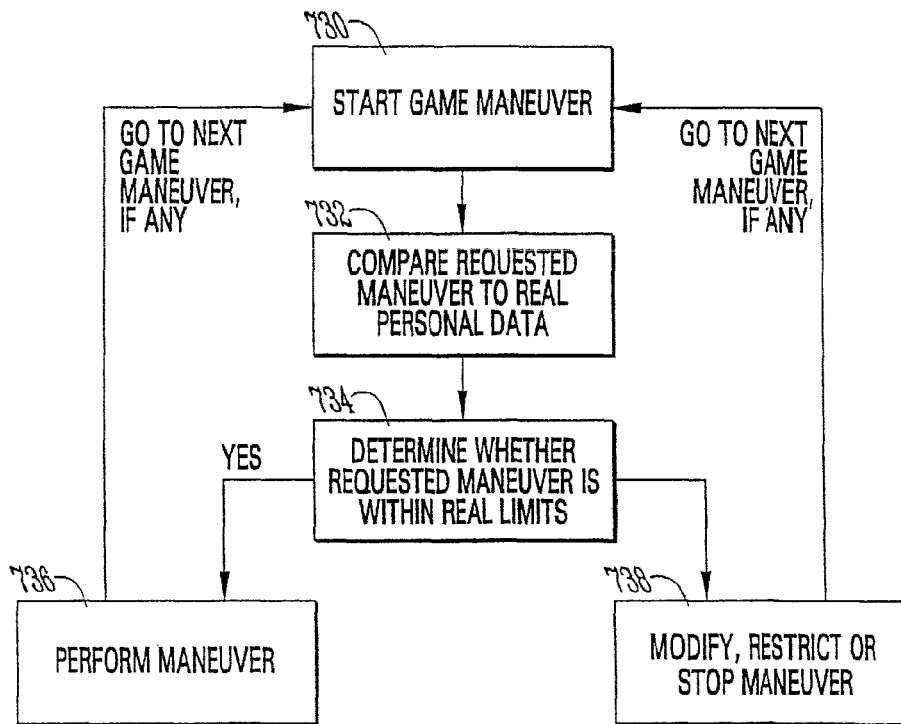 730
START GAME MANEUVER
GO TO NEXT
GAME
MANEUVER,
IF ANY
GO TO NEXT
GAME
MANEUVER,
IF ANY
732
COMPARE REQUESTED
MANEUVER TO REAL
PERSONAL DATA
734
DETERMINE WHETHER
REQUESTED MANEUVER IS
WITHIN REAL LIMITS
YES
736
PERFORM MANEUVER
738
MODIFY, RESTRICT OR
STOP MANEUVER